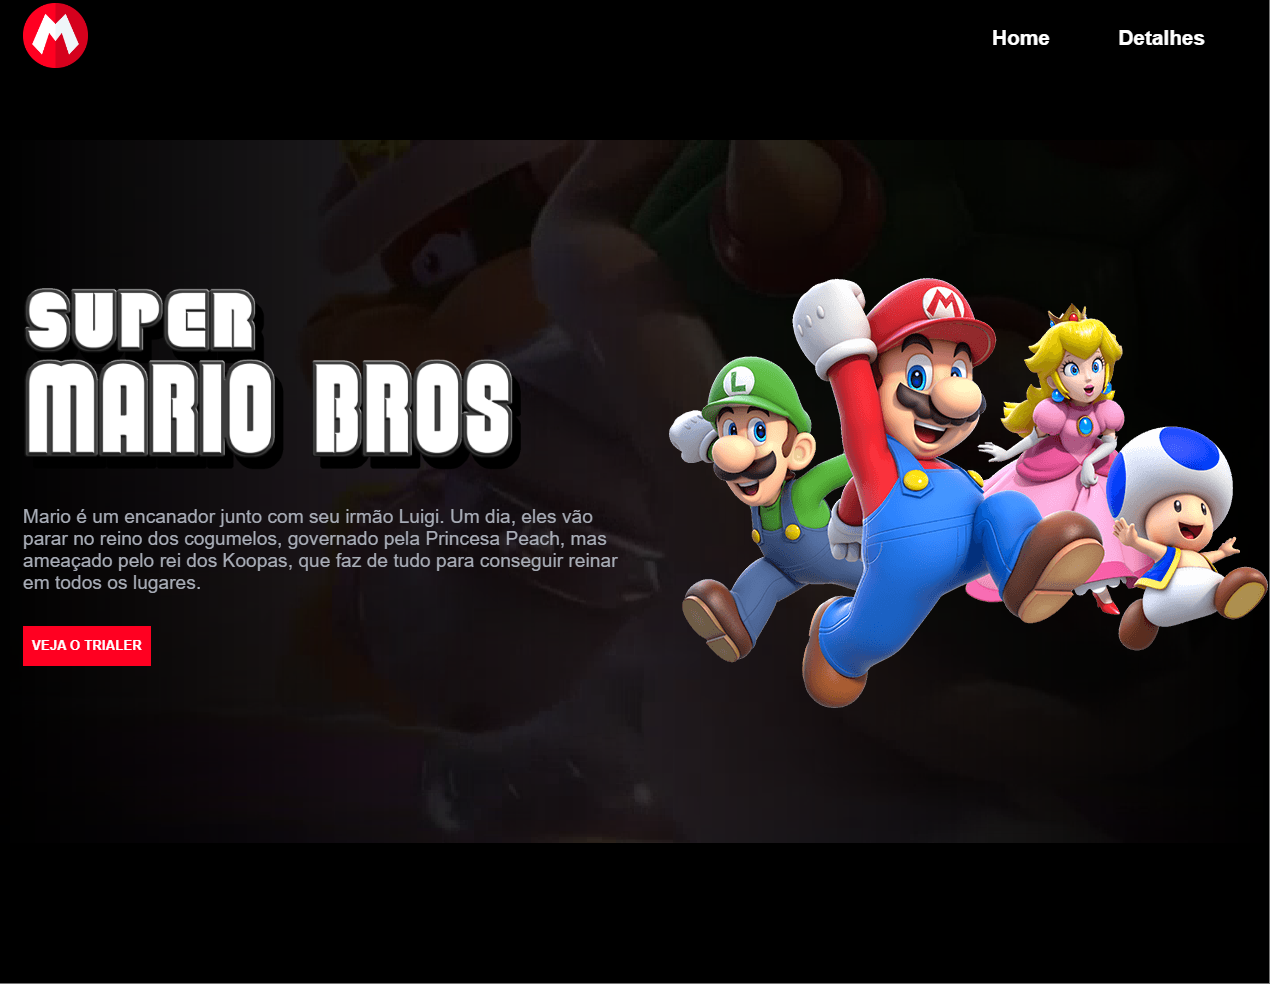 M
Home
Detalhes
SUPER
MARIO BROS
M
L
Mario é um encanador junto com seu irmão Luigi. Um dia, eles vão
parar no reino dos cogumelos, governado pela Princesa Peach, mas
ameaçado pelo rei dos Koopas, que faz de tudo para conseguir reinar
em todos os lugares.
VEJA O TRIALER